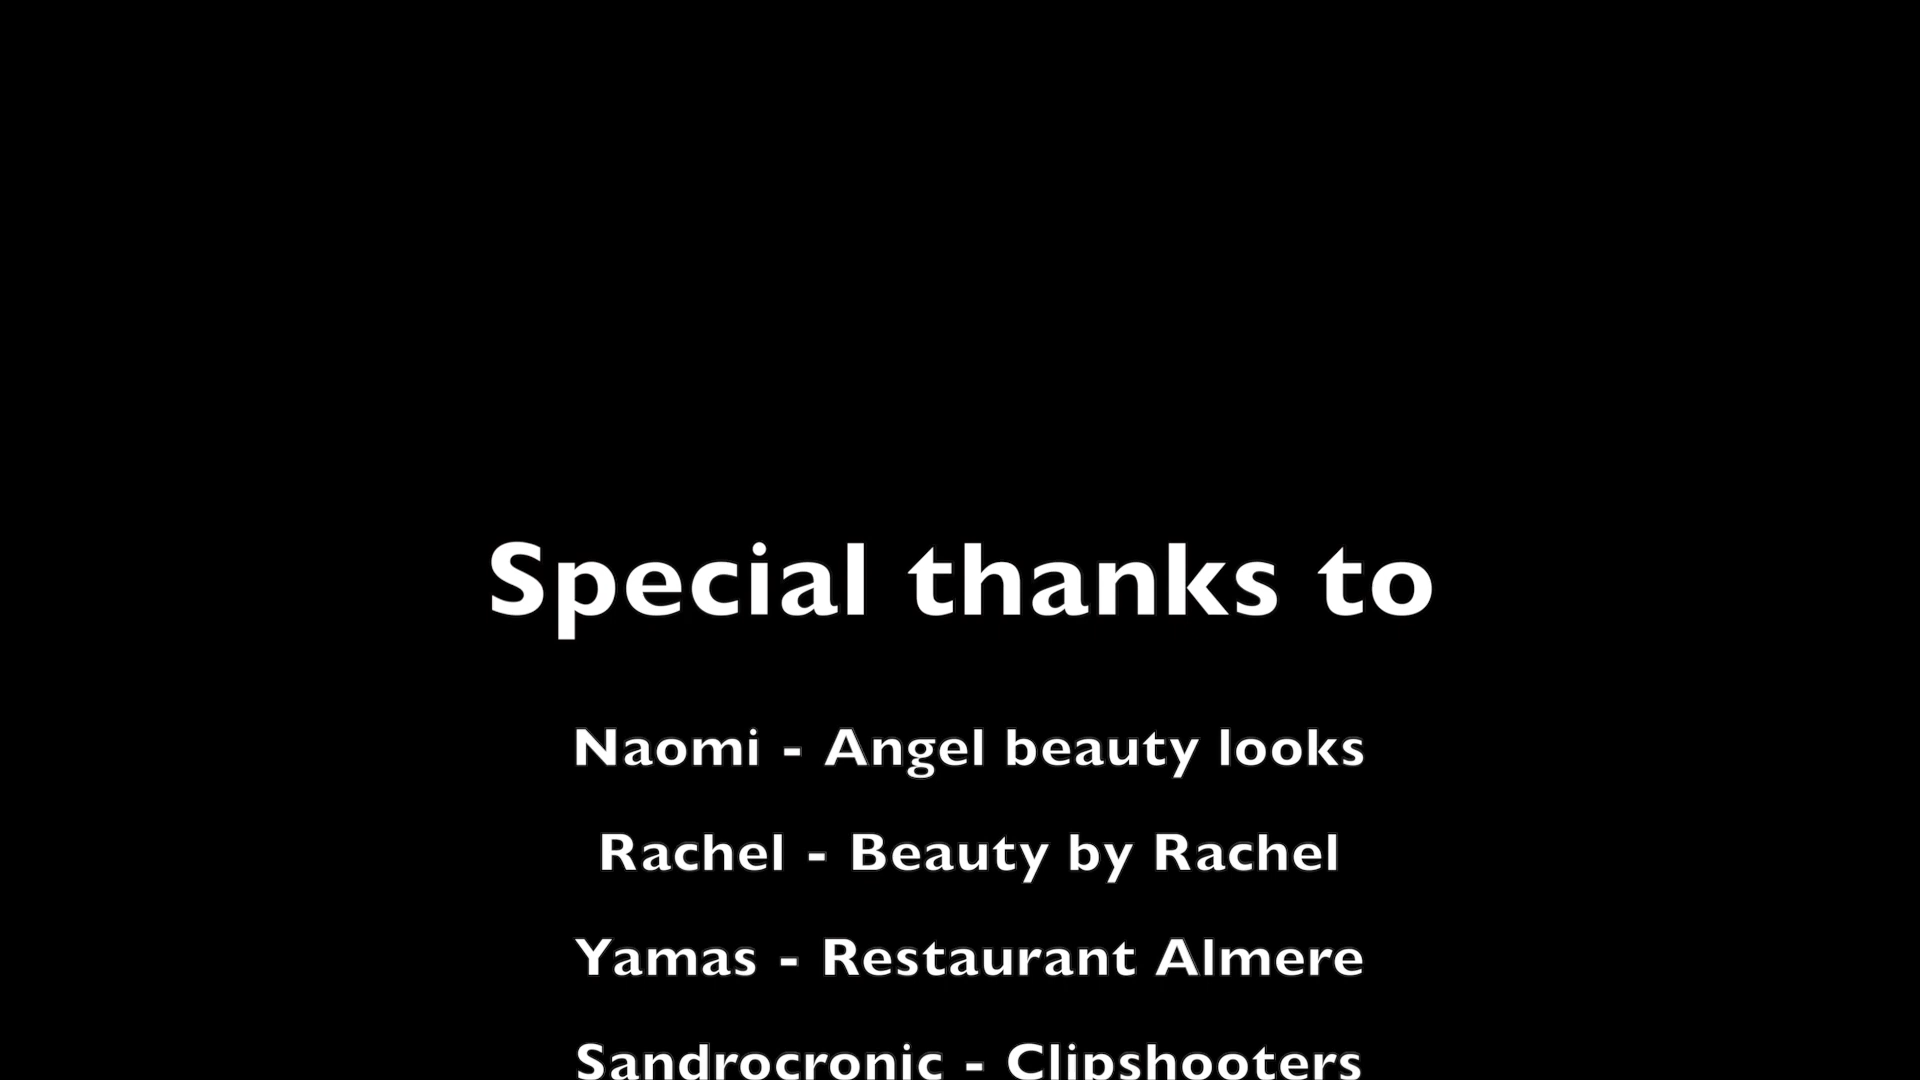 Special thanks to
Naomi - Angel beauty looks
Rachel - Beauty by Rachel
Yamas - Restaurant Almere
Sandrocronic - Clipshooters